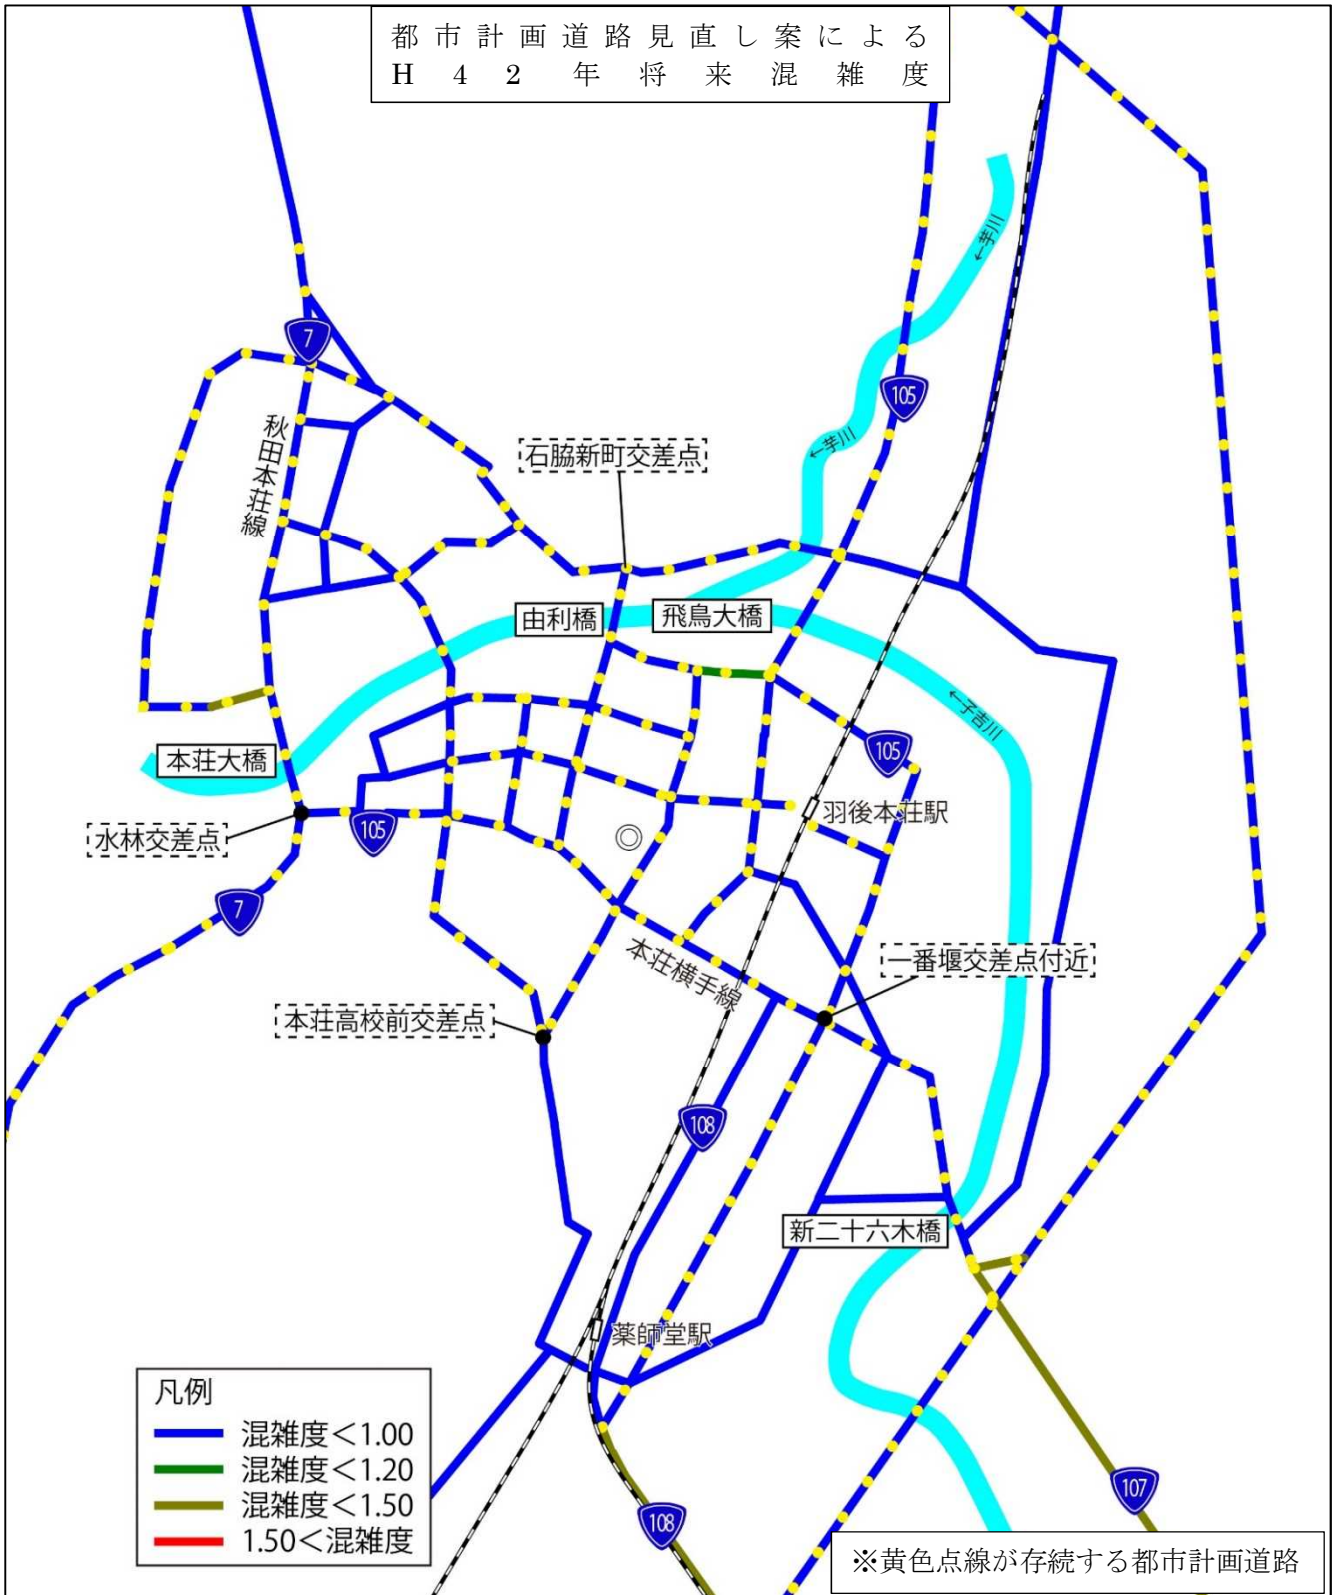 都市計画道路見直し案による
H42年将来混雑度
←芋川
7
105
秋田本荘線
石脇新町交差点
←芋川
由利橋
飛鳥大橋
←子吉川
105
本荘大橋
羽後本荘駅
水林交差点
105
7
本荘横手線
一番堰交差点付近
本荘高校前交差点
108
新二十六木橋
薬師堂駅
凡例
混雑度<1.00
混雑度<1.20
混雑度<1.50
1.50<混雑度
107
108
※黄色点線が存続する都市計画道路